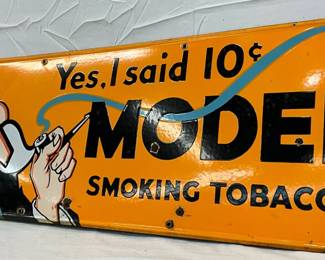 Yes, I said 10¢
MODE
SMOKING TOBACC